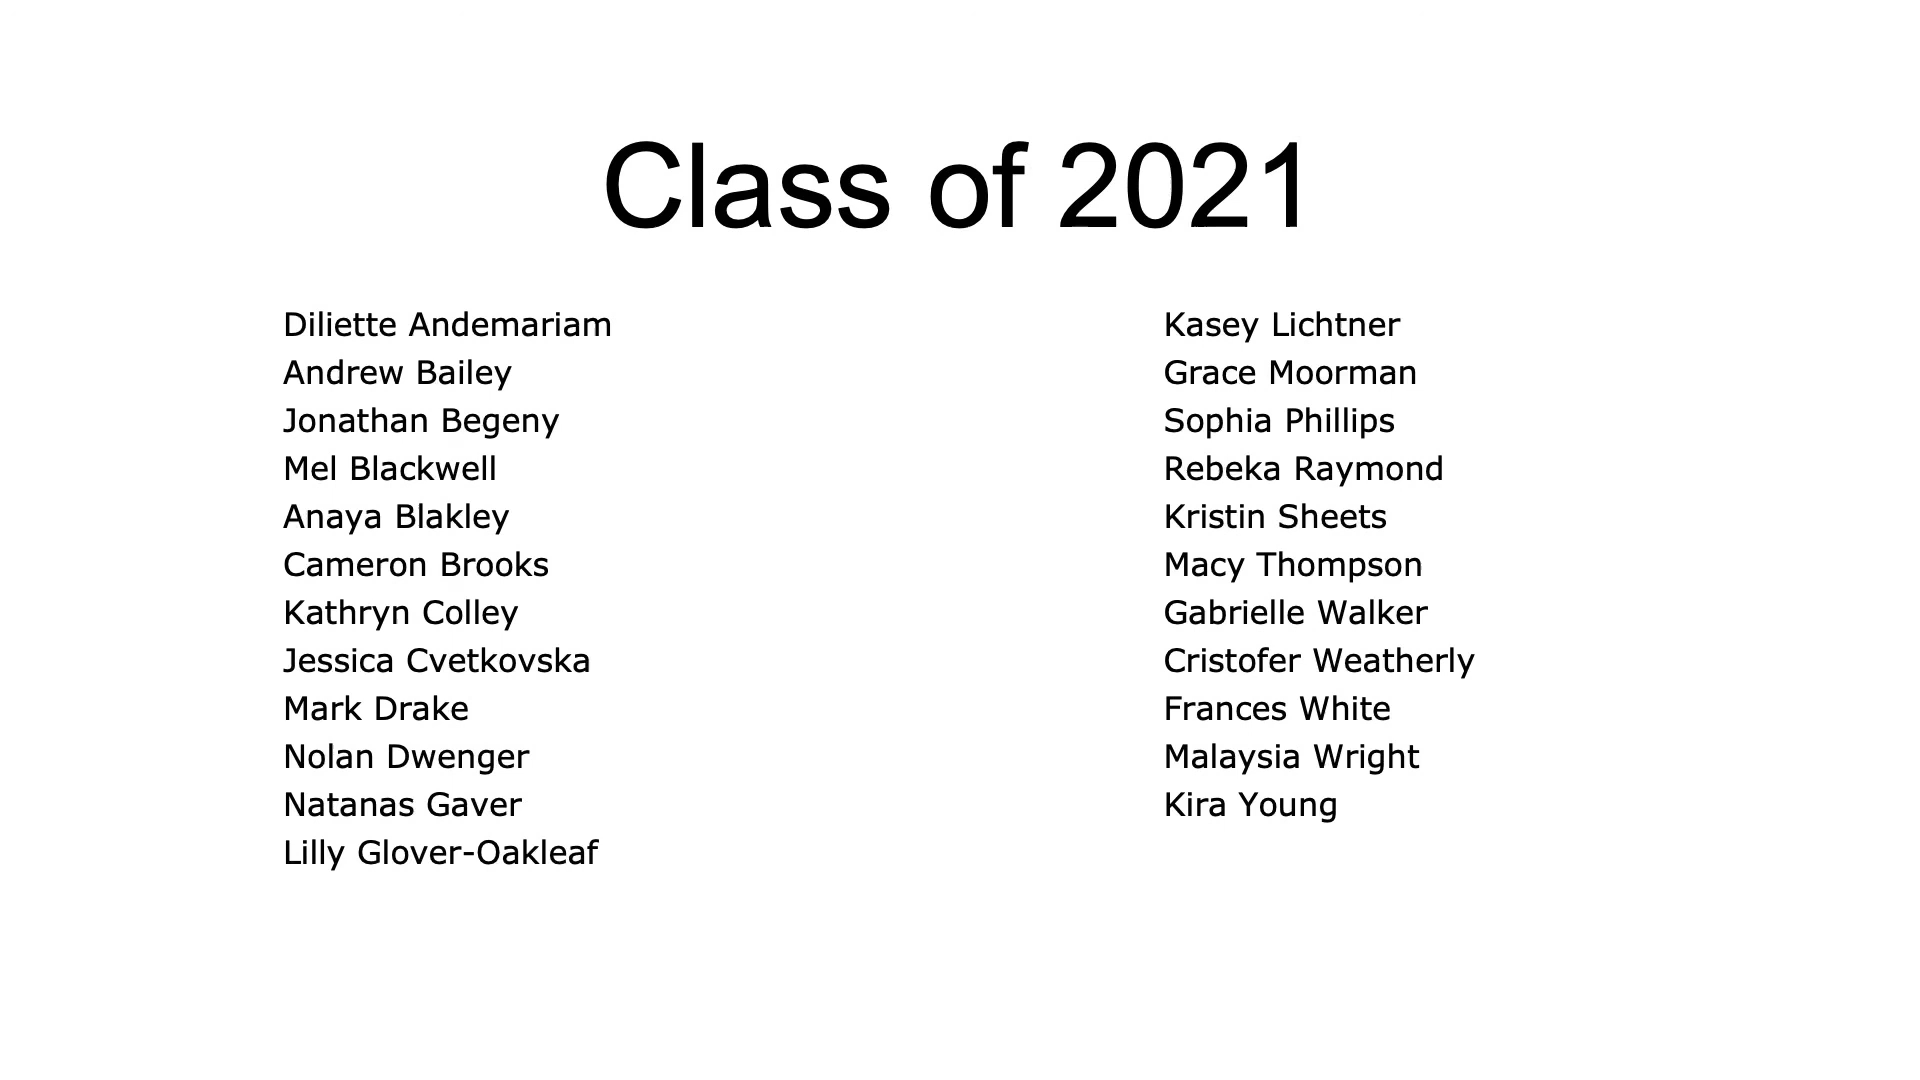 Class of 2021
Diliette Andemariam
Andrew Bailey
Jonathan Begeny
Mel Blackwell
Anaya Blakley
Cameron Brooks
Kathryn Colley
Jessica Cvetkovska
Mark Drake
Nolan Dwenger
Natanas Gaver
Lilly Glover-Oakleaf
Kasey Lichtner
Grace Moorman
Sophia Phillips
Rebeka Raymond
Kristin Sheets
Macy Thompson
Gabrielle Walker
Cristofer Weatherly
Frances White
Malaysia Wright
Kira Young